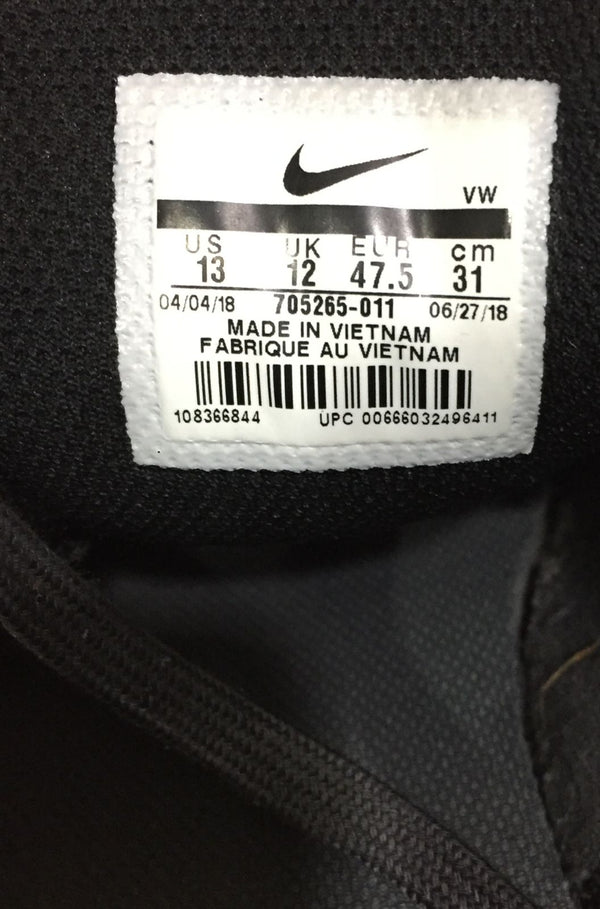 VW
US UK EUR cm
13 12 47.5 31
04/04/18 705265-011 06/27/18
MADE IN VIETNAM
FABRIQUE AU VIETNAM
108366844 UPC 00666032496411